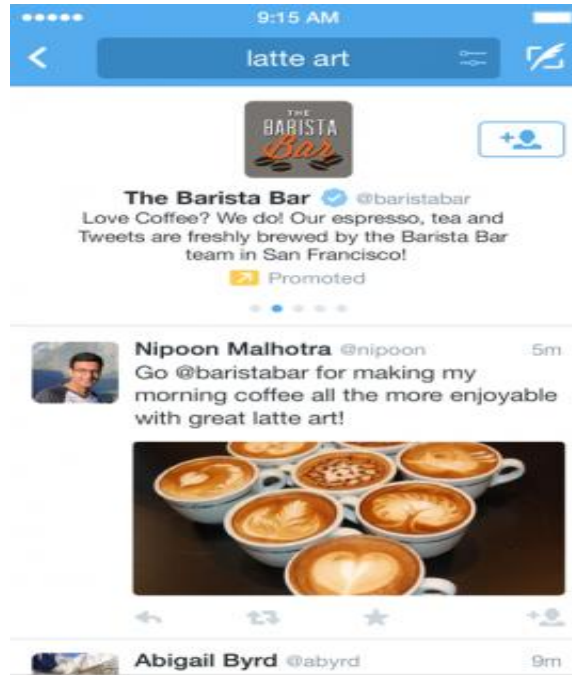 9:15 AM
latte art
THE
BARISTA
Bar
The Barista Bar @baristabar
Love Coffee? We do! Our espresso, tea and
Tweets are freshly brewed by the Barista Bar
team in San Francisco!
Promoted
Nipoon Malhotra @nipoon 5m
Go @baristabar for making my
morning coffee all the more enjoyable
with great latte art!
Abigail Byrd @abyrd 9m